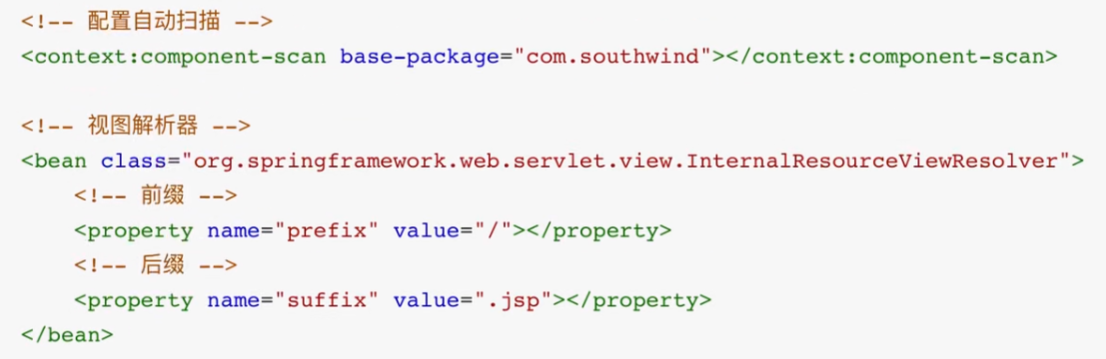 <!-- 配置自动扫描 -->
<context:component-scan base-package="com.southwind"></context:component-scan>
<!-- 视图解析器 -->
<bean class="org.springframework.web.servlet.view.InternalResourceViewResolver">
    <!-- 前缀 -->
    <property name="prefix" value="/"></property>
    <!-- 后缀 -->
    <property name="suffix" value=".jsp"></property>
</bean>